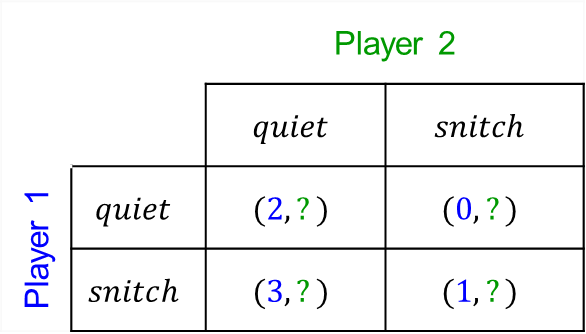 Player 2
quiet snitch
Player 1
quiet (2,?) (0,?)
snitch (3,?) (1,?)